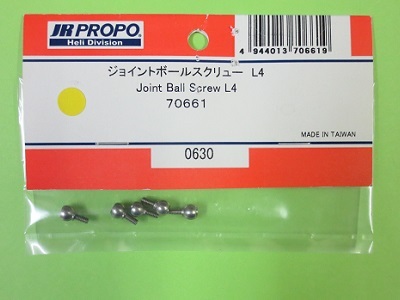 JR PROPO
Heli Division
4 944013 706619
ジョイントボールスクリュー L4
Joint Ball Screw L4
70661
MADE IN TAIWAN
0630